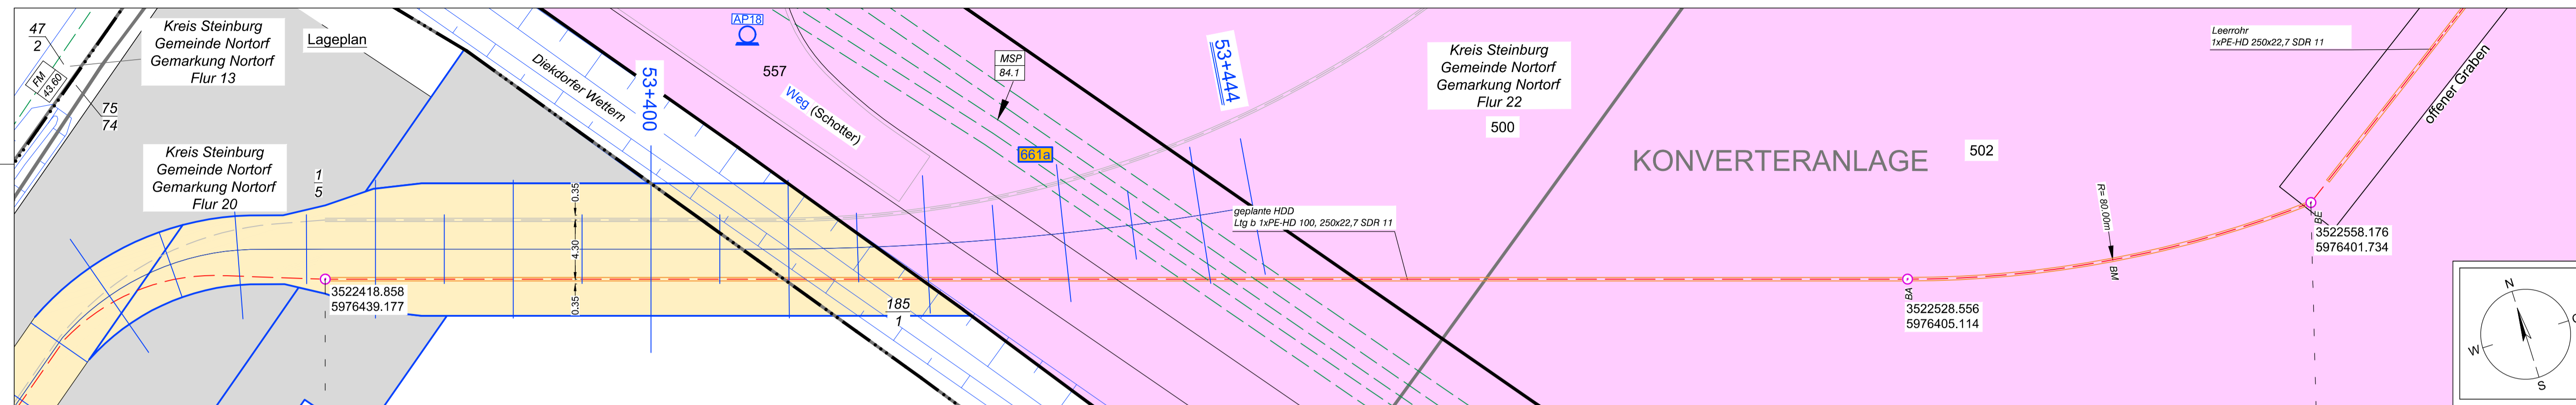 47
2
Kreis Steinburg
Gemeinde Nortorf
Gemarkung Nortorf
Flur 13
FM
43.60
75
74
Lageplan
Kreis Steinburg
Gemeinde Nortorf
Gemarkung Nortorf
Flur 20
1
5
3522418.858
5976439.177
Diekdorfer Wettern
53+400
0.35
4.30
0.35
AP18
557
Weg (Schotter)
185
1
MSP
84.1
661a
53+444
geplante HDD
Ltg b 1xPE-HD 100, 250x22,7 SDR 11
Kreis Steinburg
Gemeinde Nortorf
Gemarkung Nortorf
Flur 22
500
KONVERTERANLAGE
502
BA
3522528.556
5976405.114
R= 80.00m
BM
Leerrohr
1xPE-HD 250x22,7 SDR 11
offener Graben
BE
3522558.176
5976401.734
N
W
S